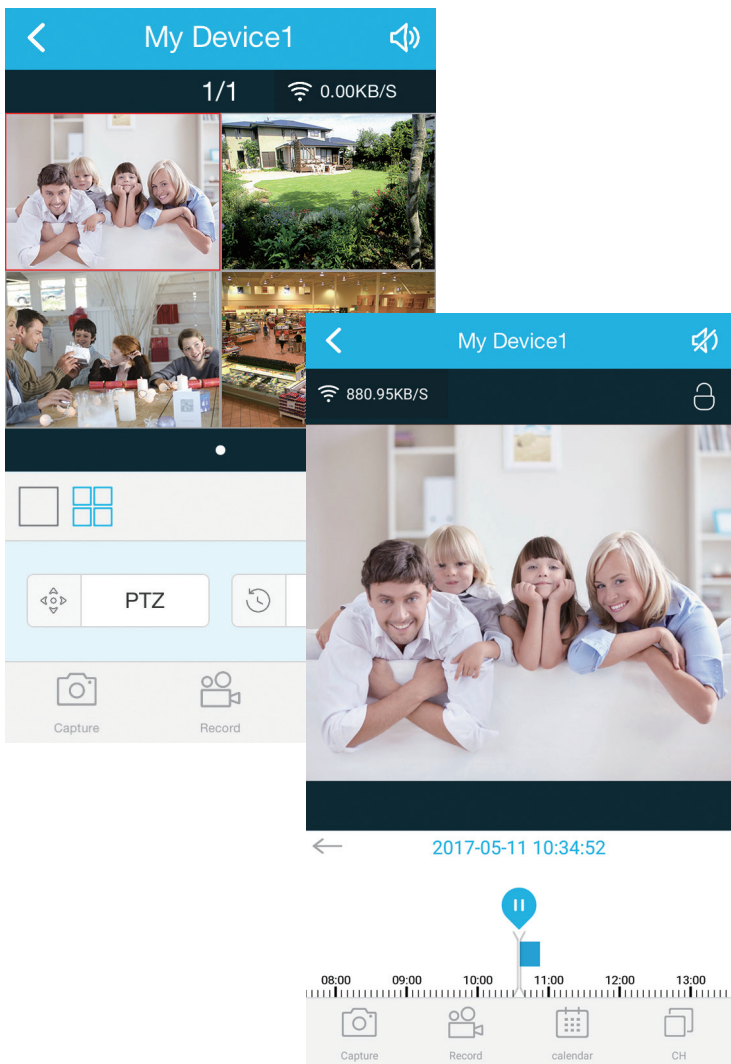 My Device1
1/1
0.00KB/S
PTZ
Capture
Record
My Device1
880.95KB/S
2017-05-11 10:34:52
08:00 09:00 10:00 11:00 12:00 13:00
Capture Record calendar CH